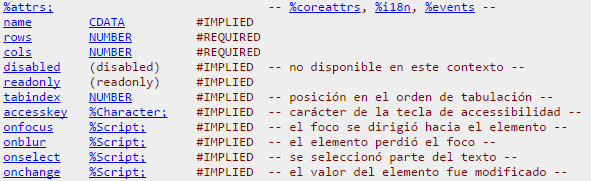 %attrs; -- %coreattrs, %i18n, %events --
name CDATA #IMPLIED
rows NUMBER #REQUIRED
cols NUMBER #REQUIRED
disabled (disabled) #IMPLIED -- no disponible en este contexto --
readonly (readonly) #IMPLIED
tabindex NUMBER #IMPLIED -- posición en el orden de tabulación --
accesskey %Character; #IMPLIED -- carácter de la tecla de accessibilidad --
onfocus %Script; #IMPLIED -- el foco se dirigió hacia el elemento --
onblur %Script; #IMPLIED -- el elemento perdió el foco --
onselect %Script; #IMPLIED -- se seleccionó parte del texto --
onchange %Script; #IMPLIED -- el valor del elemento fue modificado --